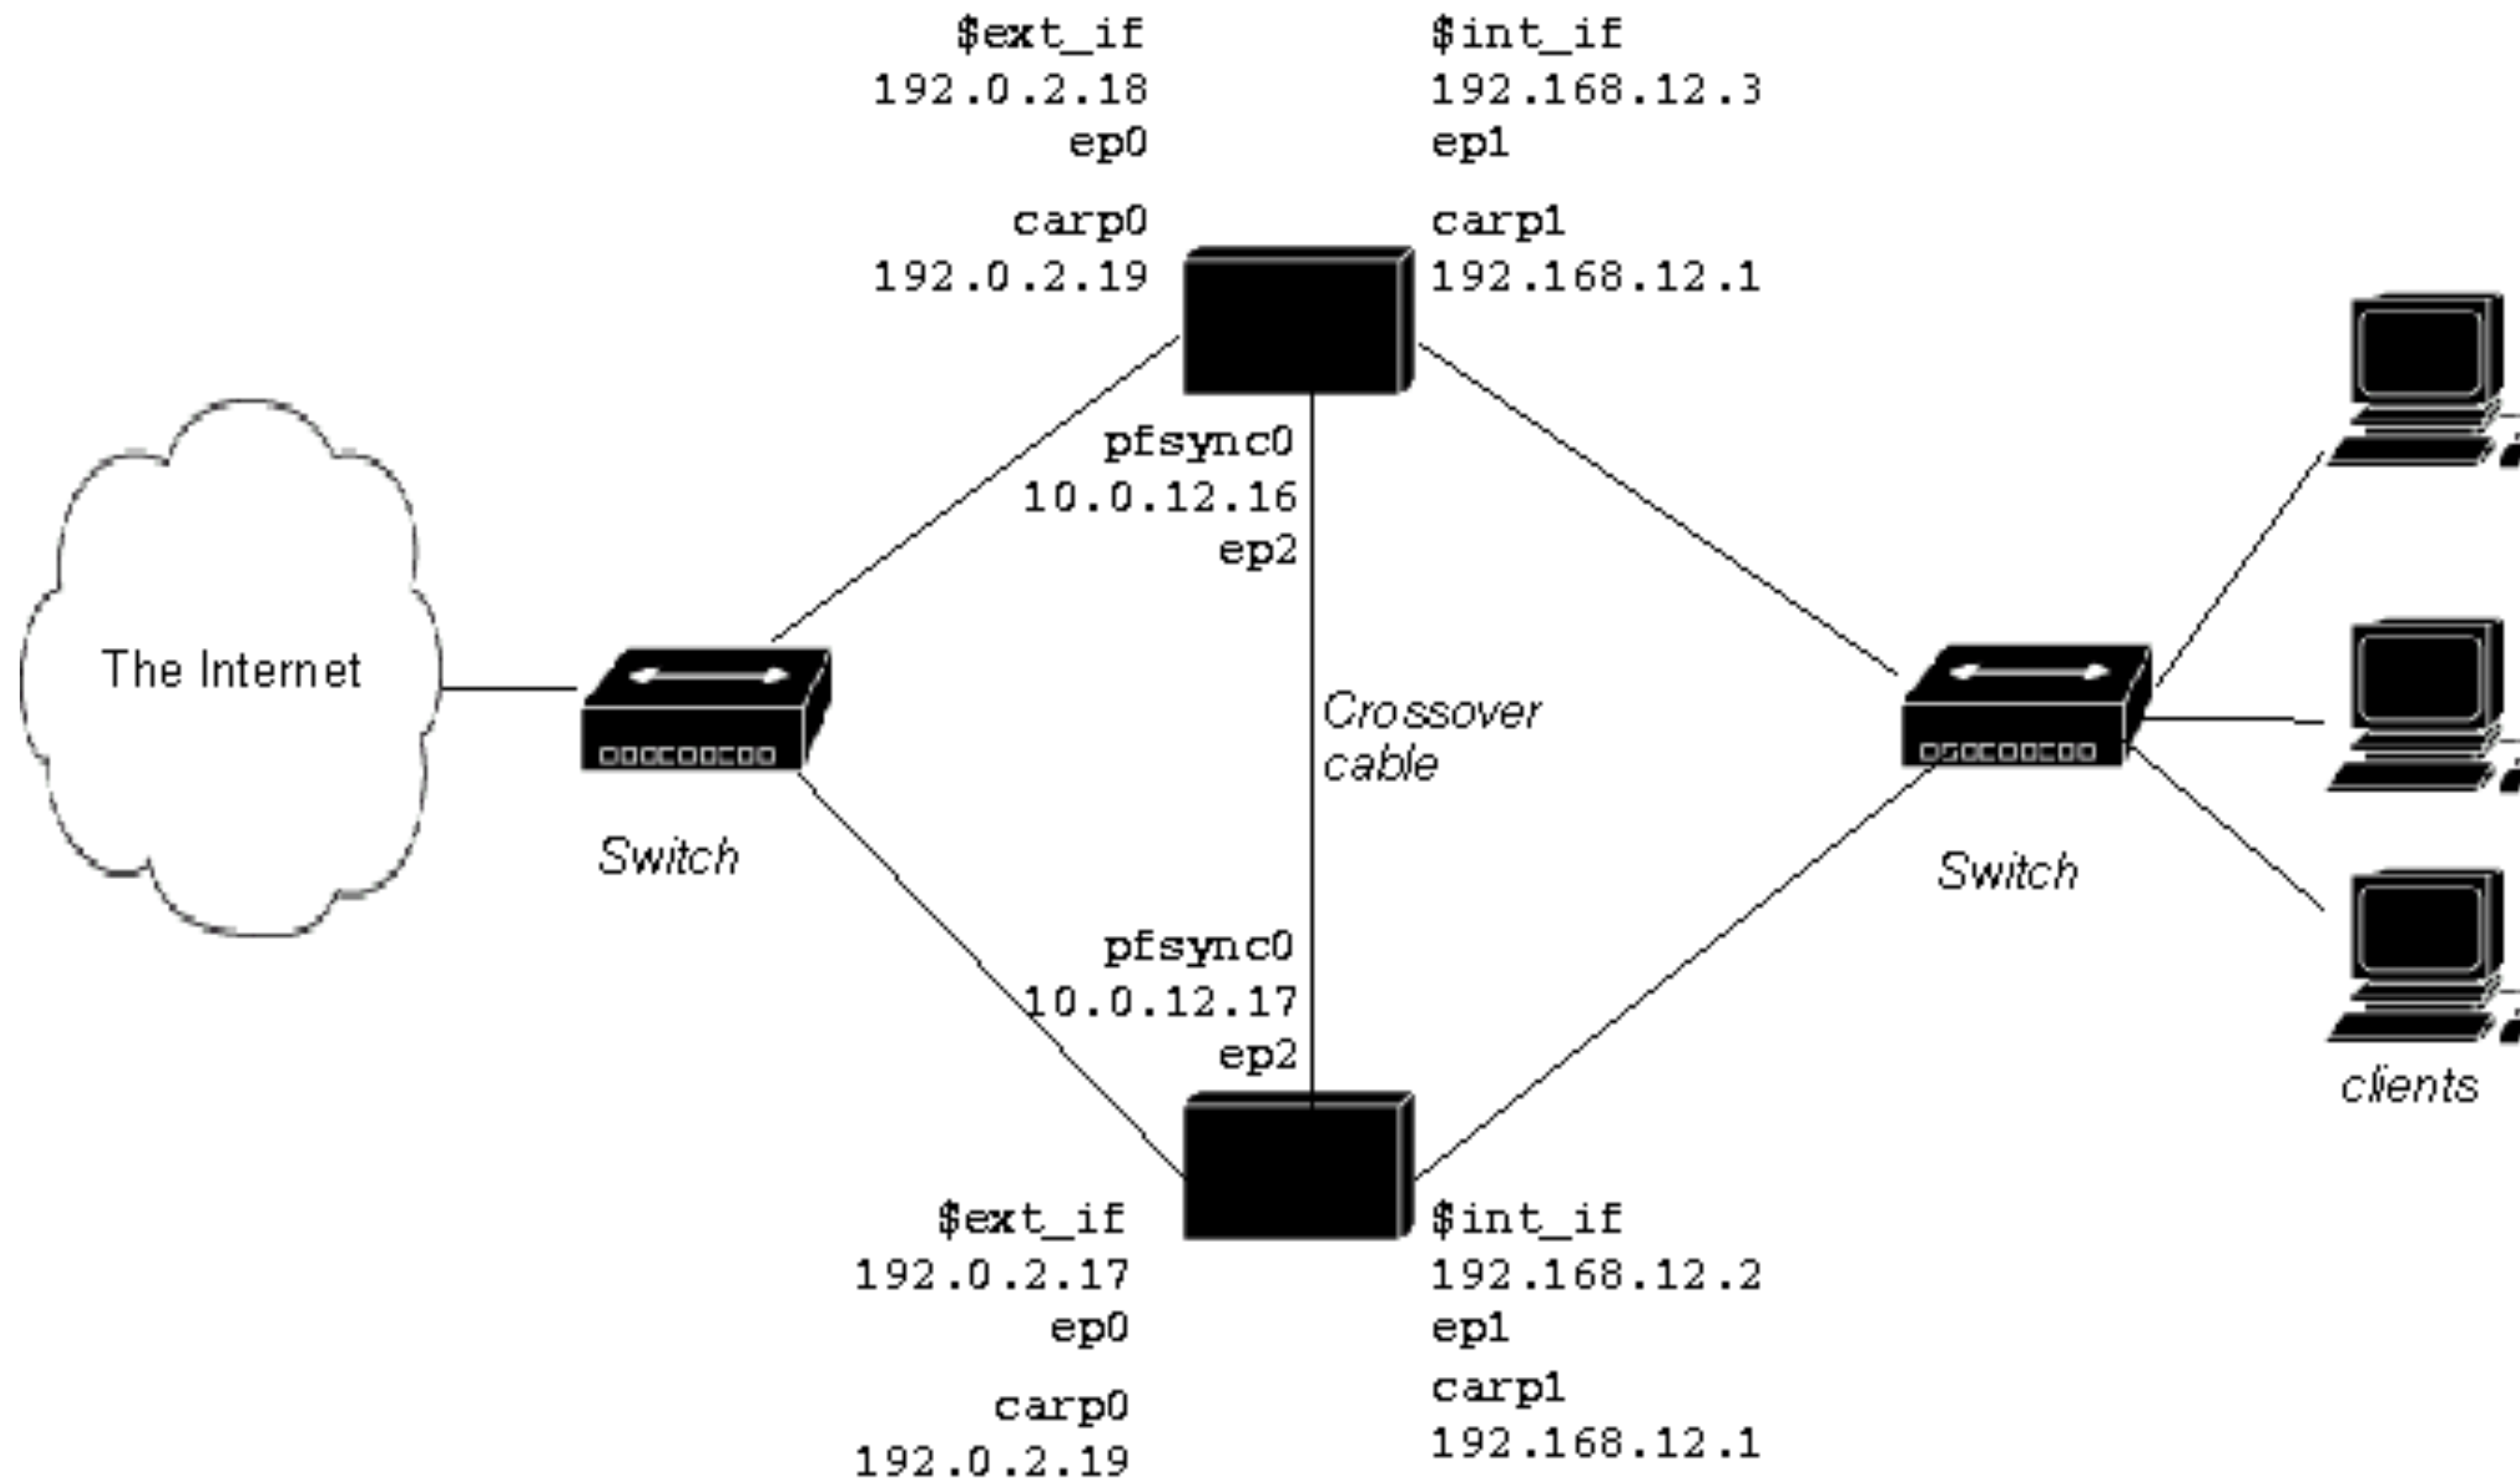 $ext_if
192.0.2.18
ep0
carp0
192.0.2.19
$int_if
192.168.12.3
ep1
carp1
192.168.12.1
pfsync0
10.0.12.16
ep2
The Internet
Switch
Crossover
cable
Switch
pfsync0
10.0.12.17
ep2
clients
$ext_if
192.0.2.17
ep0
carp0
192.0.2.19
$int_if
192.168.12.2
ep1
carp1
192.168.12.1